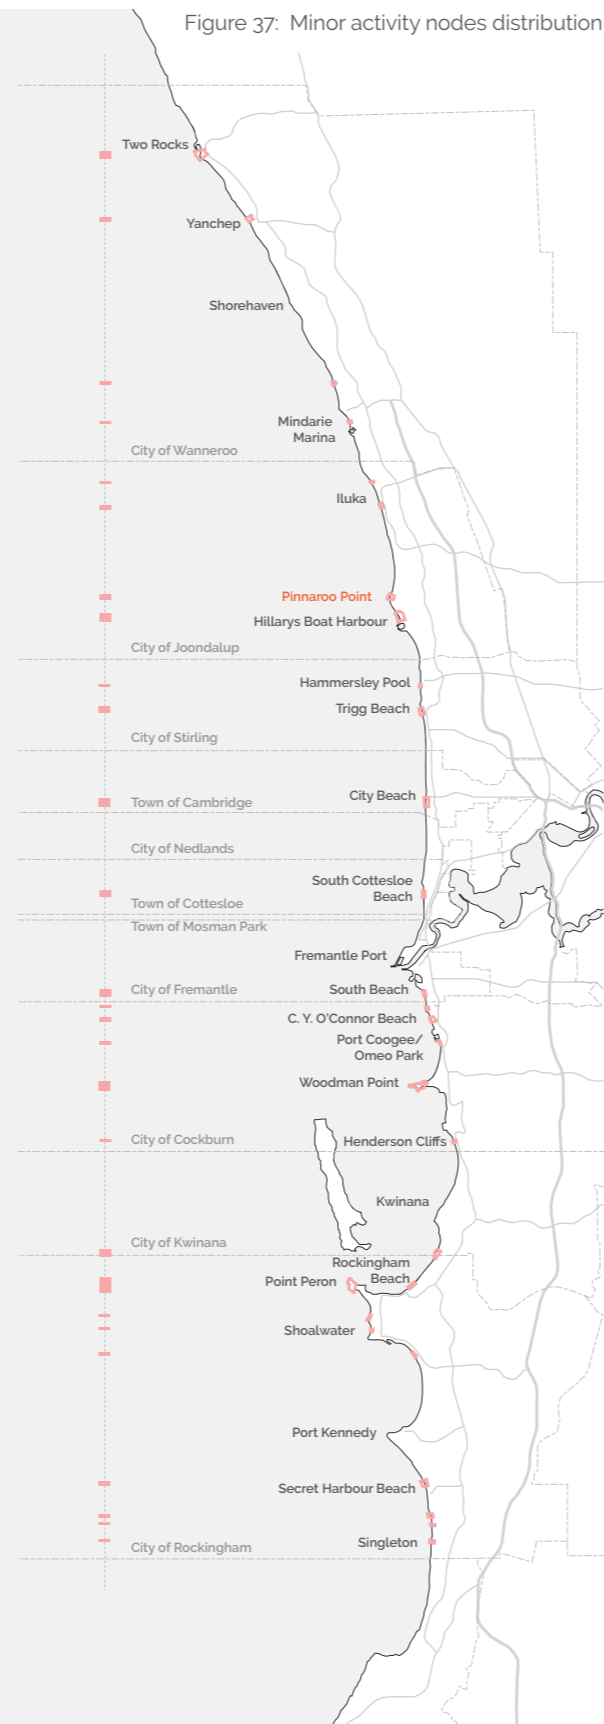 Figure 37: Minor activity nodes distribution
Two Rocks
Yanchep
Shorehaven
Mindarie
Marina
City of Wanneroo
Iluka
Pinnaroo Point
Hillarys Boat Harbour
City of Joondalup
Hammersley Pool
Trigg Beach
City of Stirling
City Beach
Town of Cambridge
City of Nedlands
South Cottesloe
Beach
Town of Cottesloe
Town of Mosman Park
Fremantle Port
City of Fremantle
South Beach
C. Y. O'Connor Beach
Port Coogee/
Omeo Park
Woodman Point
City of Cockburn
Henderson Cliffs
Kwinana
City of Kwinana
Rockingham
Beach
Point Peron
Shoalwater
Port Kennedy
Secret Harbour Beach
Singleton
City of Rockingham